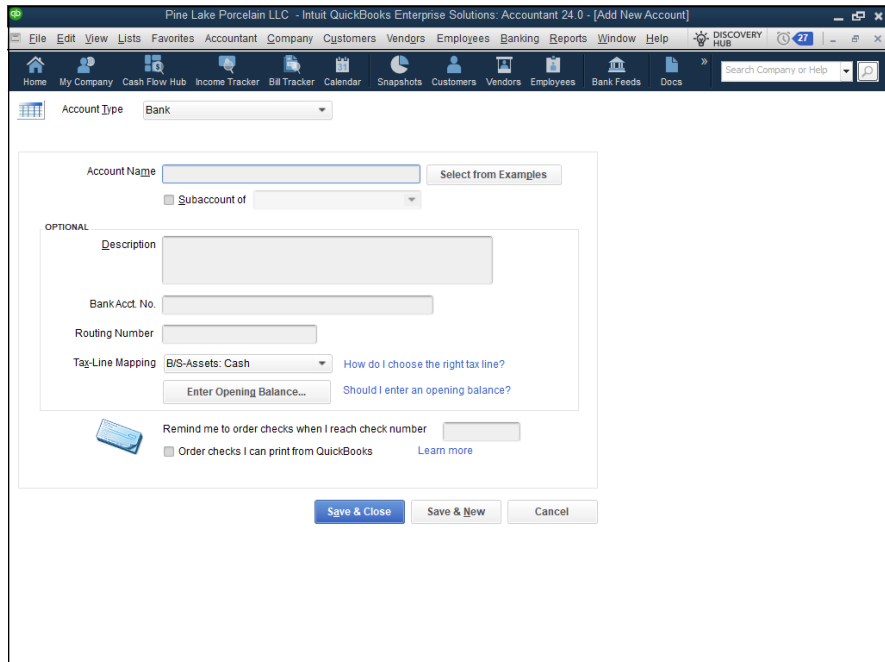 qb Pine Lake Porcelain LLC - Intuit QuickBooks Enterprise Solutions: Accountant 24.0 - [Add New Account]
File Edit View Lists Favorites Accountant Company Customers Vendors Employees Banking Reports Window Help DISCOVERY HUB 27
Home My Company Cash Flow Hub Income Tracker Bill Tracker Calendar Snapshots Customers Vendors Employees Bank Feeds Docs » Search Company or Help
Account Type Bank
Account Name Select from Examples
Subaccount of
OPTIONAL
Description
Bank Acct. No.
Routing Number
Tax-Line Mapping B/S-Assets: Cash How do I choose the right tax line?
Enter Opening Balance... Should I enter an opening balance?
Remind me to order checks when I reach check number
Order checks I can print from QuickBooks Learn more
Save & Close Save & New Cancel